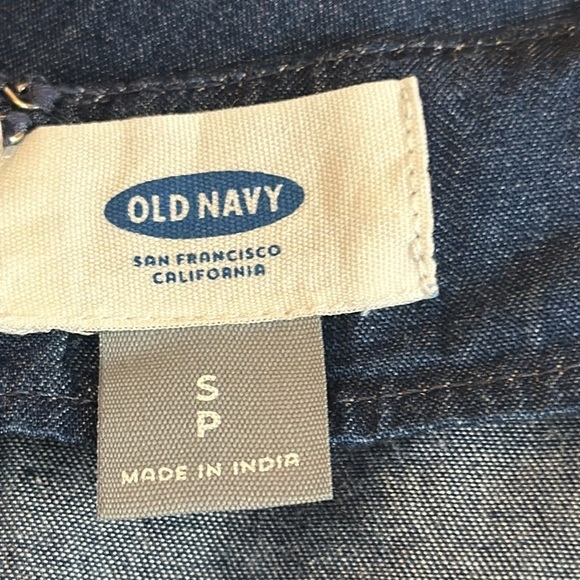 OLD NAVY
SAN FRANCISCO
CALIFORNIA
S
P
MADE IN INDIA